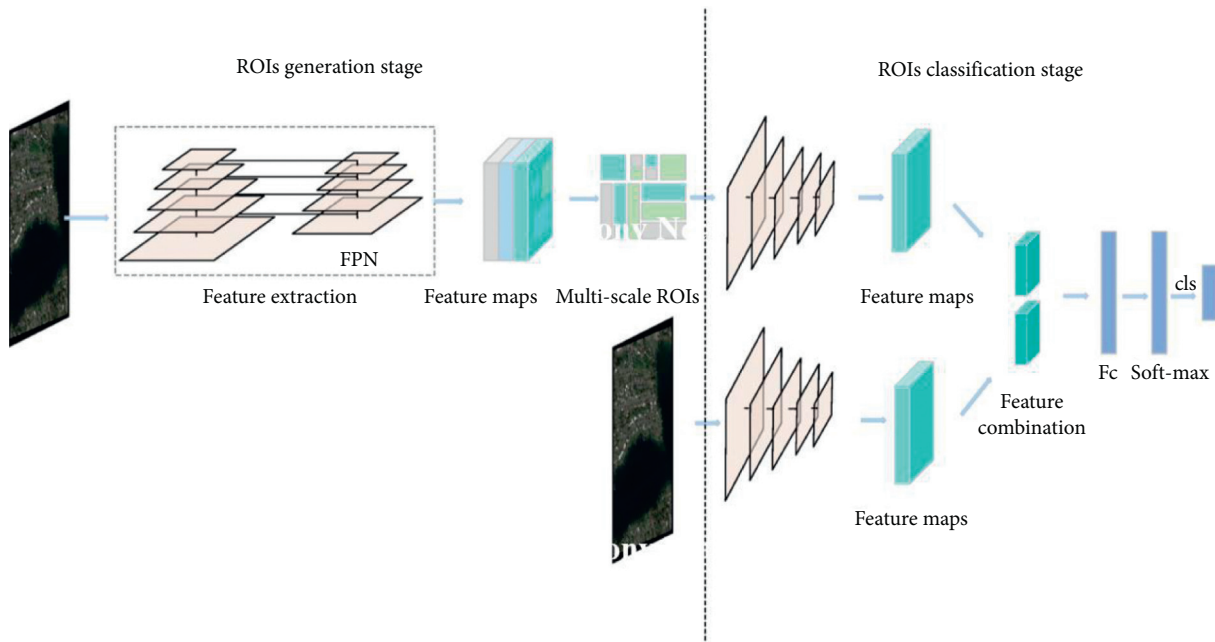 ROIs generation stage
ROIs classification stage
FPN
Feature extraction
Feature maps
Multi-scale ROIs
Feature maps
cls
Fc
Soft-max
Feature
combination
Feature maps